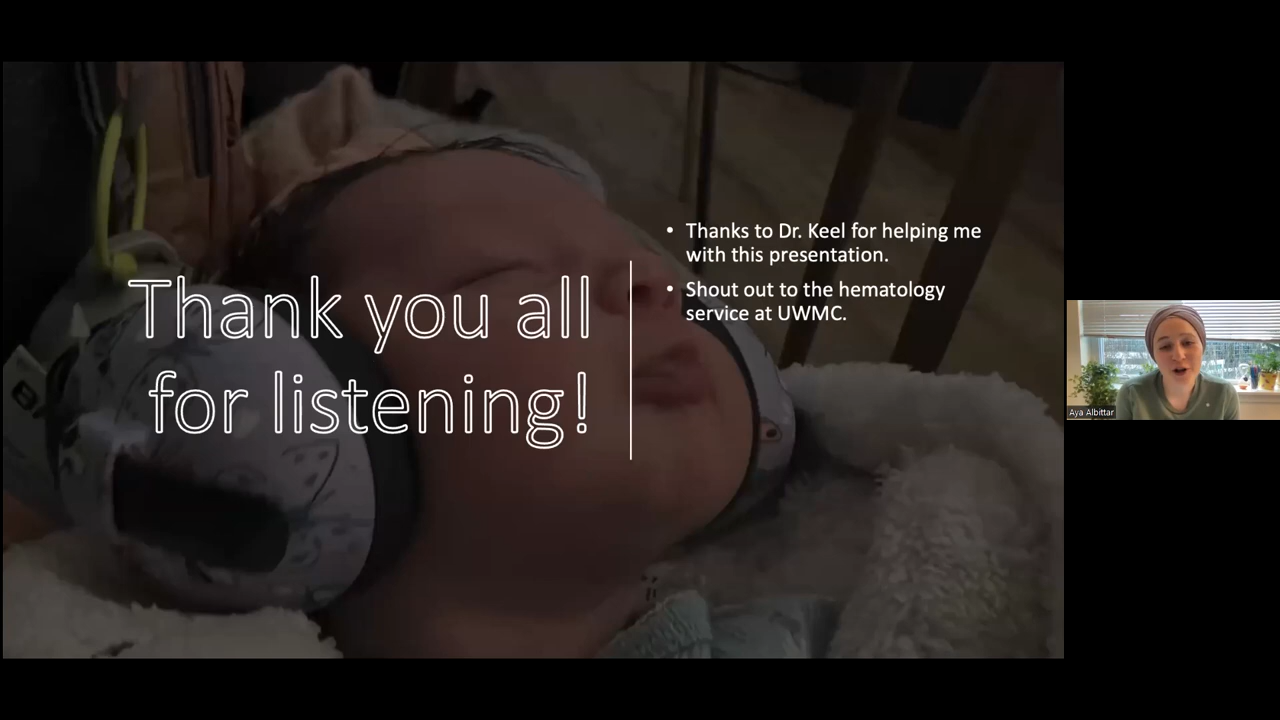 Thank you all
for listening!
• Thanks to Dr. Keel for helping me
with this presentation.
• Shout out to the hematology
service at UWMC.
Aya Albittar